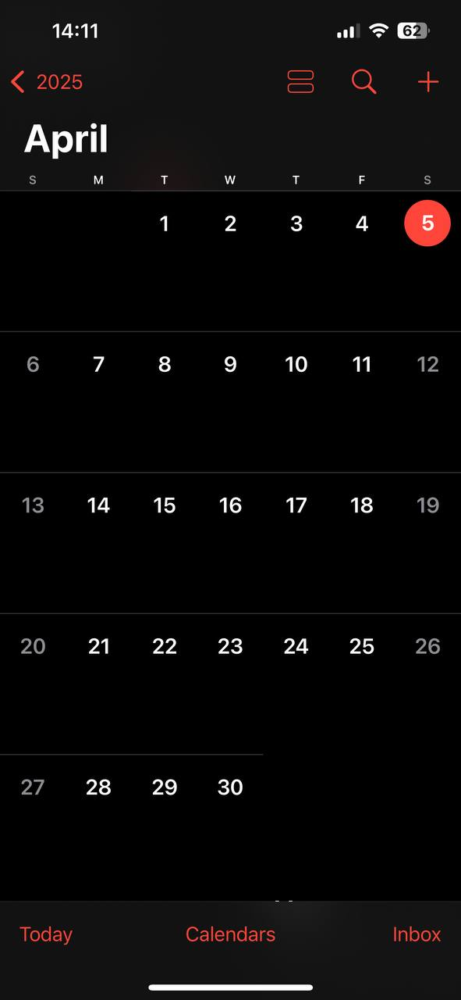 14:11 62
2025
April
S M T W T F S
1 2 3 4 5
6 7 8 9 10 11 12
13 14 15 16 17 18 19
20 21 22 23 24 25 26
27 28 29 30
Today Calendars Inbox